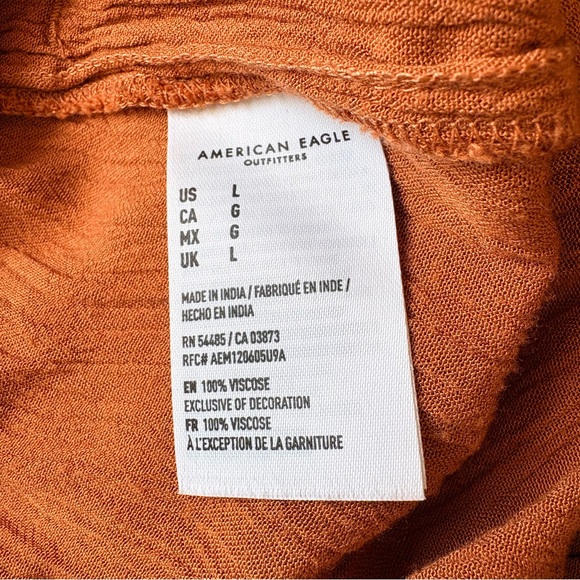 AMERICAN EAGLE
OUTFITTERS
US L
CA G
MX G
UK L
MADE IN INDIA / FABRIQUÉ EN INDE /
HECHO EN INDIA
RN 54485 / CA 03873
RFC# AEM120605U9A
EN 100% VISCOSE
EXCLUSIVE OF DECORATION
FR 100% VISCOSE
À L'EXCEPTION DE LA GARNITURE